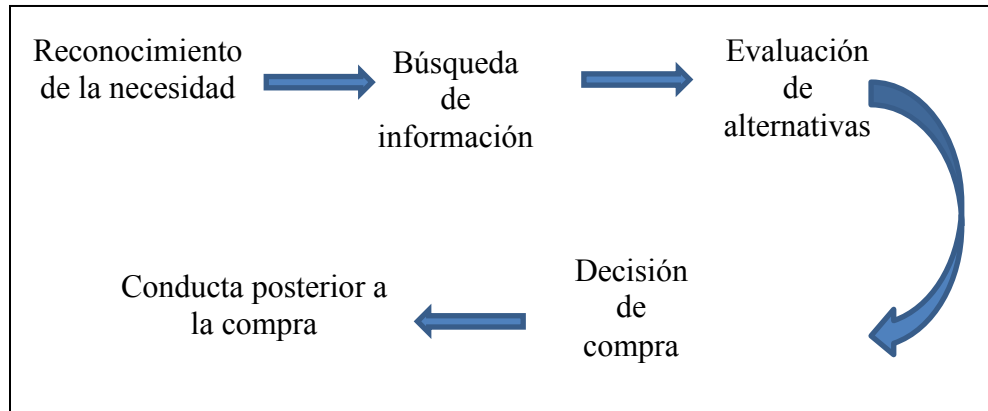 Reconocimiento
de la necesidad
Búsqueda
de
información
Evaluación
de
alternativas
Decisión
de
compra
Conducta posterior a
la compra